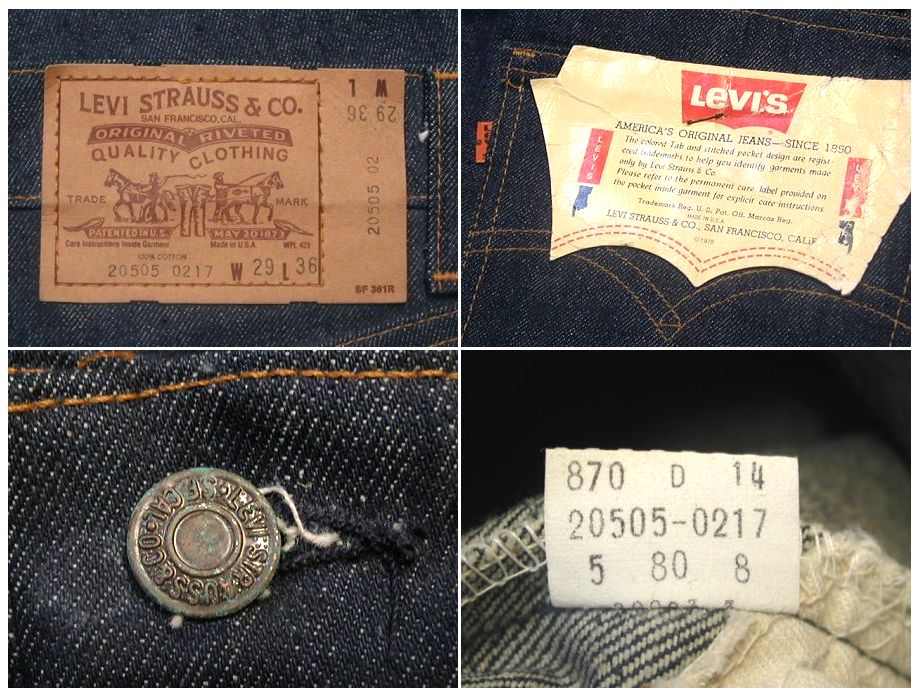 LEVI STRAUSS & CO.
SAN FRANCISCO, CAL.
ORIGINAL RIVETED
QUALITY CLOTHING
TRADE MARK
PATENTED IN U.S. MAY 20 1873
Care Instructions Inside Garment Made in U.S.A. WPL 423
100% COTTON
20505 0217 W 29 L 36
SF 361R
W L
29 36
20505 02
LEVI'S
AMERICA'S ORIGINAL JEANS—SINCE 1850
The colored Tab and stitched pocket design are regist-
ered trademarks to help you identify garments made
only by Levi Strauss & Co.
Please refer to the permanent care label provided on
the pocket inside garment for explicit care instructions.
Trademark Reg. U.S. Pat. Off. Marcas Reg.
MADE IN U.S.A.
LEVI STRAUSS & CO., SAN FRANCISCO, CALIF.
©1978
LEVI'S
LEVI STRAUSS & CO S.F. CAL
870 D 14
20505-0217
5 80 8